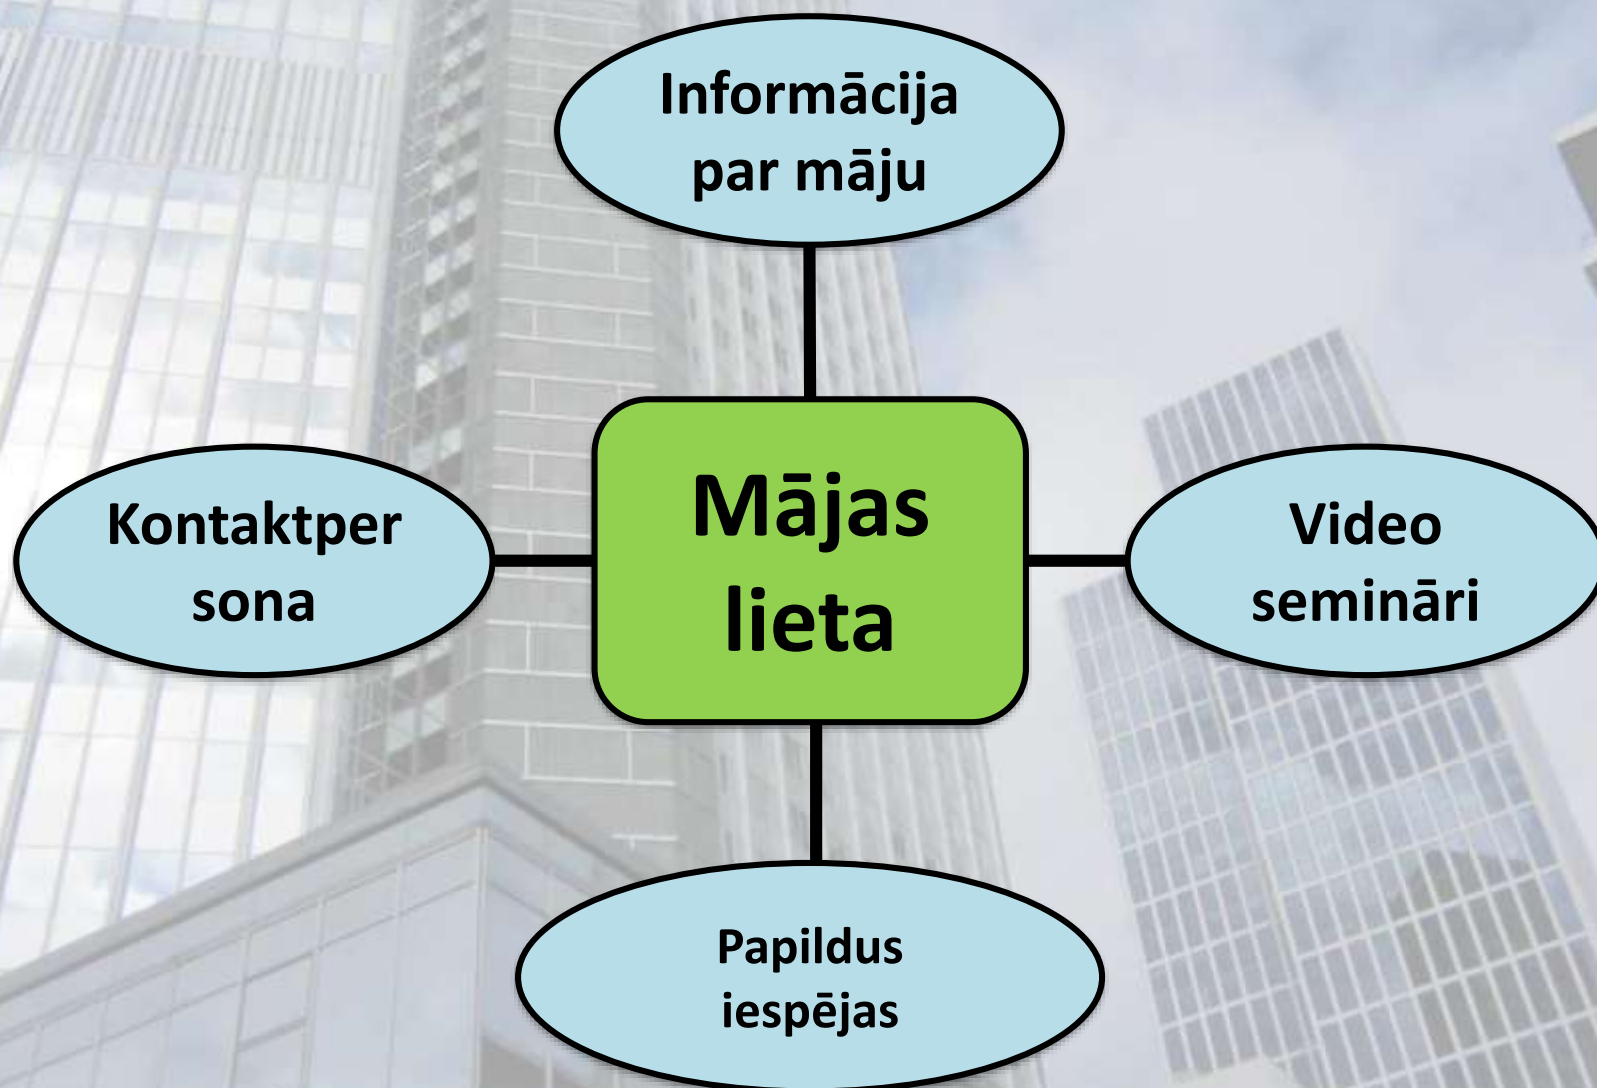 Informācija
par māju
Kontaktper
sona
Mājas
lieta
Video
semināri
Papildus
iespējas